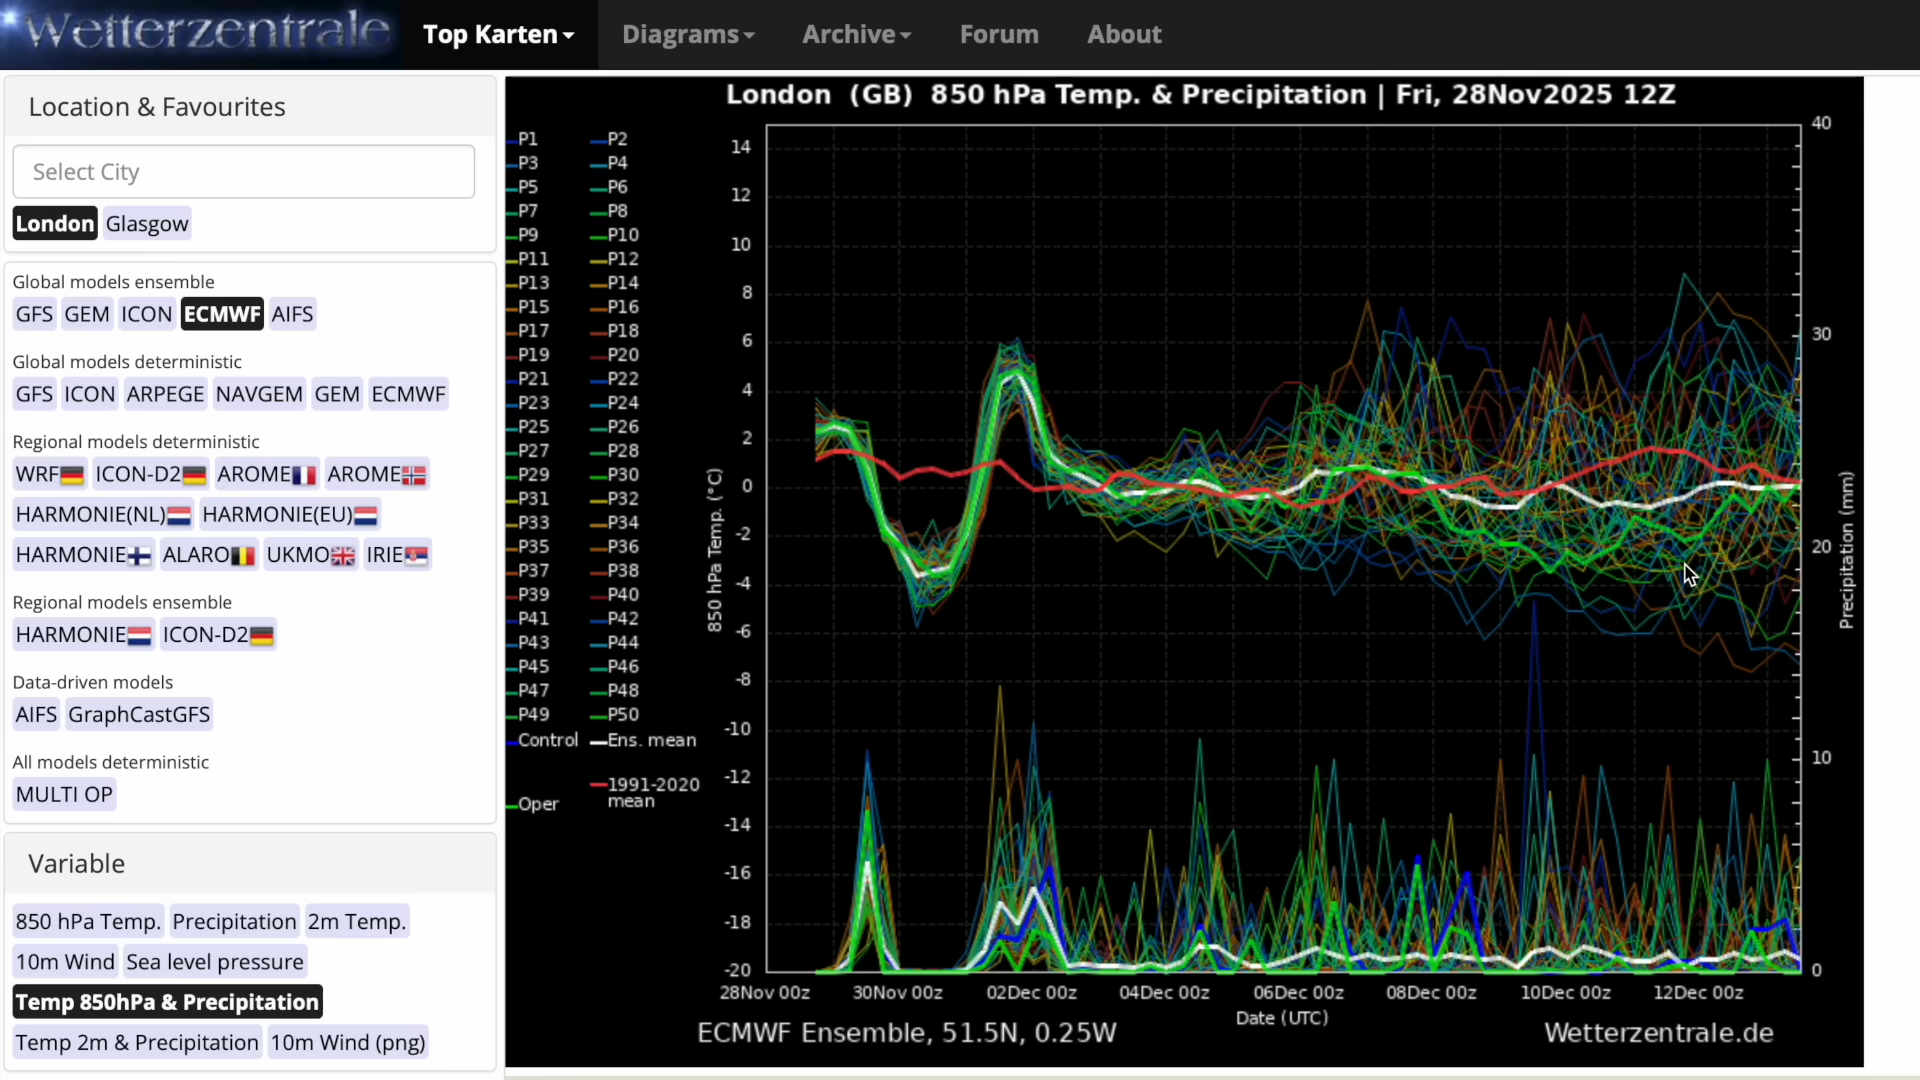 Wetterzentrale
Top Karten Diagrams Archive Forum About
Location & Favourites
Select City
London Glasgow
Global models ensemble
GFS GEM ICON ECMWF AIFS
Global models deterministic
GFS ICON ARPEGE NAVGEM GEM ECMWF
Regional models deterministic
WRF ICON-D2 AROME AROME
HARMONIE(NL) HARMONIE(EU)
HARMONIE ALARO UKMO IRIE
Regional models ensemble
HARMONIE ICON-D2
Data-driven models
AIFS GraphCastGFS
All models deterministic
MULTI OP
Variable
850 hPa Temp. Precipitation 2m Temp.
10m Wind Sea level pressure
Temp 850hPa & Precipitation
Temp 2m & Precipitation 10m Wind (png)
London (GB) 850 hPa Temp. & Precipitation | Fri, 28Nov2025 12Z
P1 P2
P3 P4
P5 P6
P7 P8
P9 P10
P11 P12
P13 P14
P15 P16
P17 P18
P19 P20
P21 P22
P23 P24
P25 P26
P27 P28
P29 P30
P31 P32
P33 P34
P35 P36
P37 P38
P39 P40
P41 P42
P43 P44
P45 P46
P47 P48
P49 P50
Control Ens. mean
1991-2020
mean
Oper
850 hPa Temp. (°C)
14
12
10
8
6
4
2
0
-2
-4
-6
-8
-10
-12
-14
-16
-18
-20
40
30
20
10
0
Precipitation (mm)
28Nov 00z 30Nov 00z 02Dec 00z 04Dec 00z 06Dec 00z 08Dec 00z 10Dec 00z 12Dec 00z
Date (UTC)
ECMWF Ensemble, 51.5N, 0.25W
Wetterzentrale.de